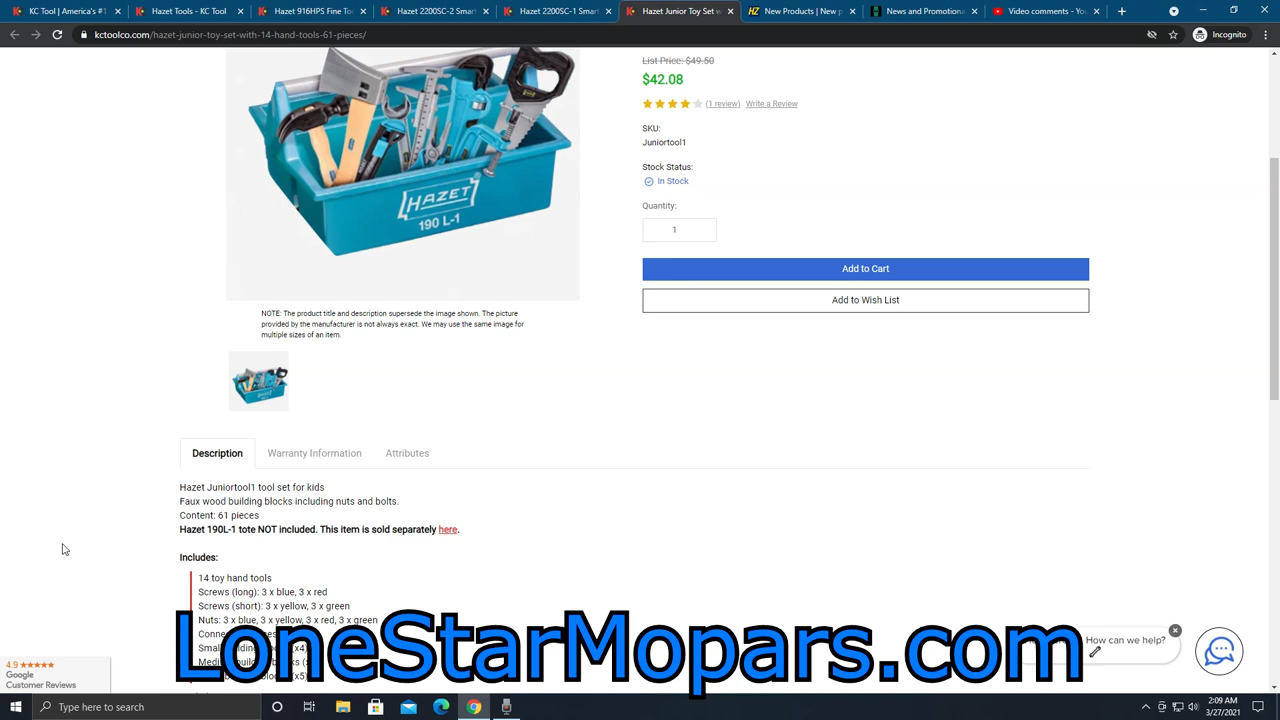 KC Tool | America's #1
Junior Tools - KC Tool
Hazet 916HPS Fine Too
Hazet 2200SC-2 Smart
Hazet 2200SC-1 Smart
Hazet Junior Toy Set w
New Products | New p
News and Promotiona
Video comments - You
kctoolco.com/hazet-junior-toy-set-with-14-hand-tools-61-pieces/
Incognito
List Price: $49.50
$42.08
(1 review) Write a Review
SKU:
Juniortool1
Stock Status:
In Stock
Quantity:
1
Add to Cart
Add to Wish List
HAZET
190 L-1
NOTE: The product title and description supersede the image shown. The picture
provided by the manufacturer is not always exact. We may use the same image for
multiple sizes of an item.
Description Warranty Information Attributes
Hazet Juniortool1 tool set for kids
Faux wood building blocks including nuts and bolts.
Content: 61 pieces
Hazet 190L-1 tote NOT included. This item is sold separately here.
Includes:
14 toy hand tools
Screws (long): 3 x blue, 3 x red
Screws (short): 3 x yellow, 3 x green
Nuts: 3 x blue, 3 x yellow, 3 x red, 3 x green
LoneStarMopars.com
How can we help?
4.9 ★★★★★
Google
Customer Reviews
Type here to search
2:09 AM
3/27/2021